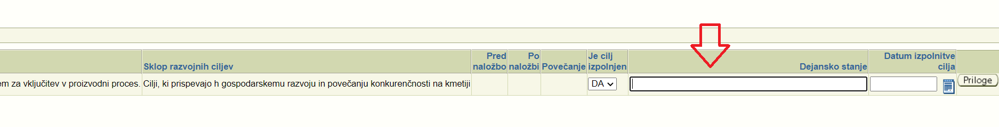 Sklop razvojnih ciljev
Pred naložbo
Po naložbi
Povečanje
Je cilj izpolnjen
Dejansko stanje
Datum izpolnitve cilja
em za vključitev v proizvodni proces.
Cilji, ki prispevajo h gospodarskemu razvoju in povečanju konkurenčnosti na kmetiji
DA
Priloge